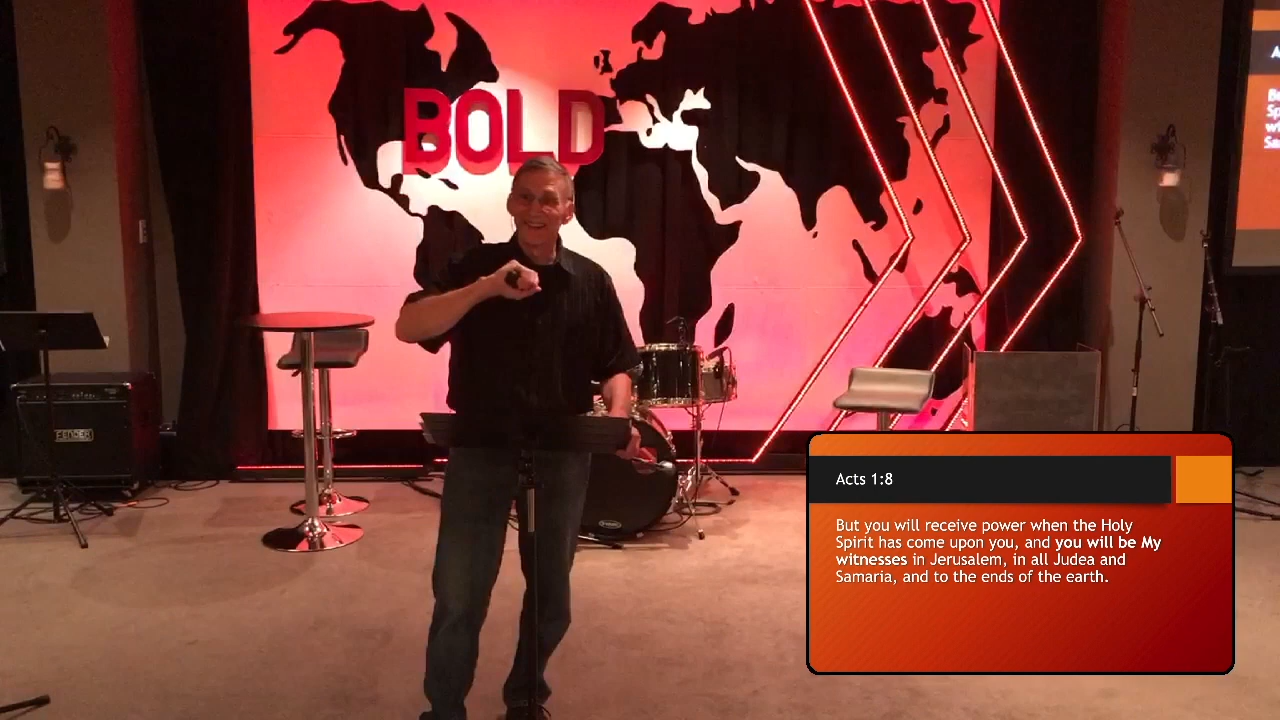 BOLD
FENDER
Acts 1:8
But you will receive power when the Holy
Spirit has come upon you, and you will be My
witnesses in Jerusalem, in all Judea and
Samaria, and to the ends of the earth.